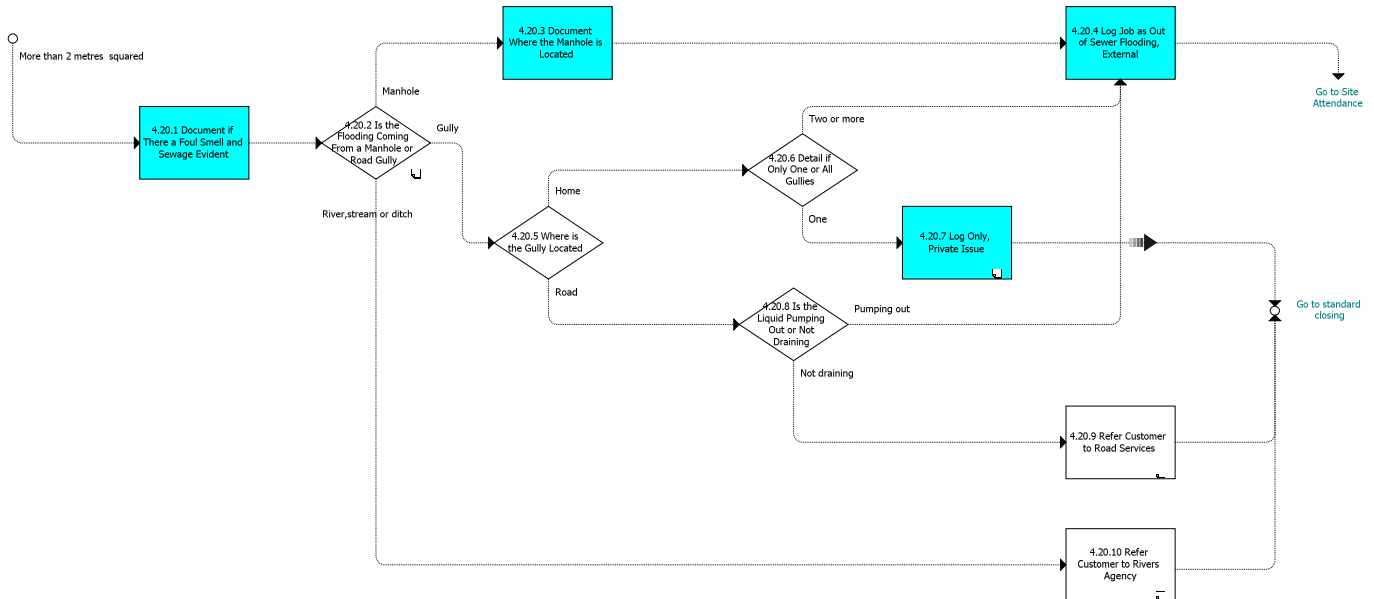 More than 2 metres  squared
4.20.1 Document if
There a Foul Smell and
Sewage Evident
4.20.2 Is the
Flooding Coming
From a Manhole or
Road Gully
Manhole
Gully
River,stream or ditch
4.20.3 Document
Where the Manhole is
Located
4.20.4 Log Job as Out
of Sewer Flooding,
External
Go to Site
Attendance
4.20.5 Where is
the Gully Located
Home
Road
4.20.6 Detail if
Only One or All
Gullies
Two or more
One
4.20.7 Log Only,
Private Issue
4.20.8 Is the
Liquid Pumping
Out or Not
Draining
Pumping out
Not draining
Go to standard
closing
4.20.9 Refer Customer
to Road Services
4.20.10 Refer
Customer to Rivers
Agency